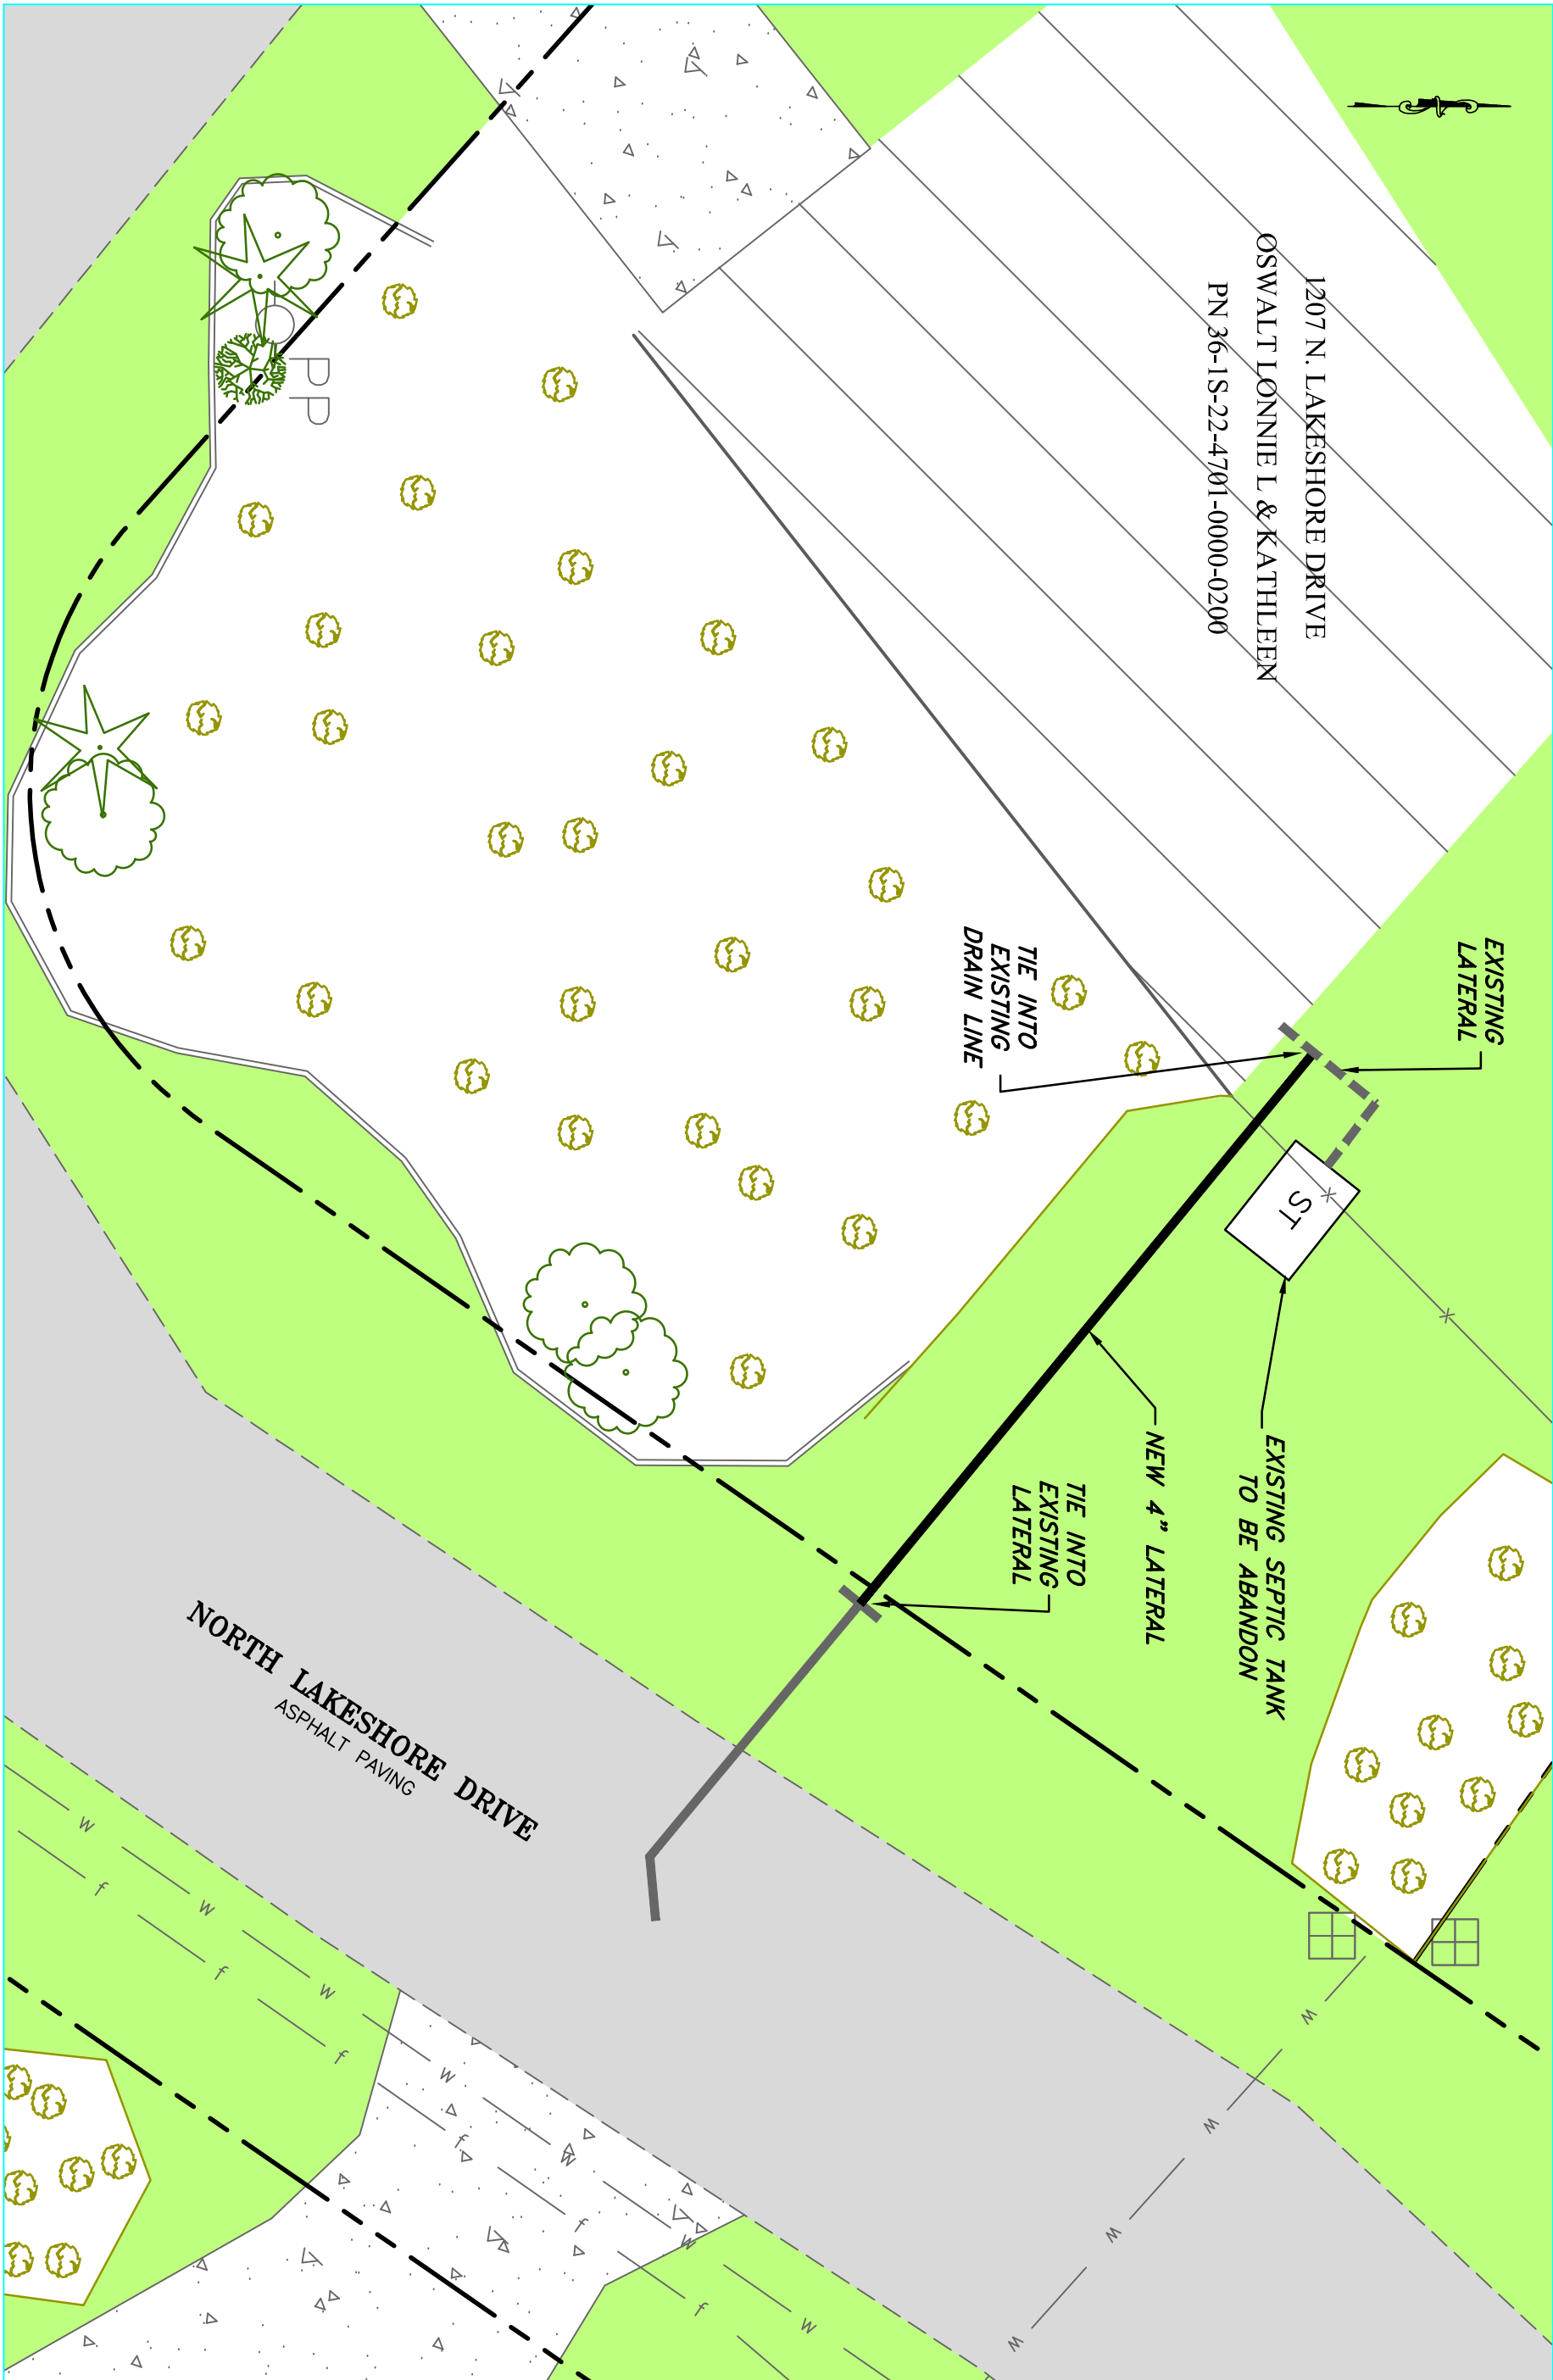 1207 N. LAKESHORE DRIVE
OSWALT LONNIE L & KATHLEEN
PN 36-1S-22-4701-0000-0200
EXISTING
LATERAL
TIE INTO
EXISTING
DRAIN LINE
ST
EXISTING SEPTIC TANK
TO BE ABANDON
NEW 4" LATERAL
TIE INTO
EXISTING
LATERAL
PP
NORTH LAKESHORE DRIVE
ASPHALT PAVING
w
w
w
w
w
w
w
f
f
f
f
f
f
w
w
w
w